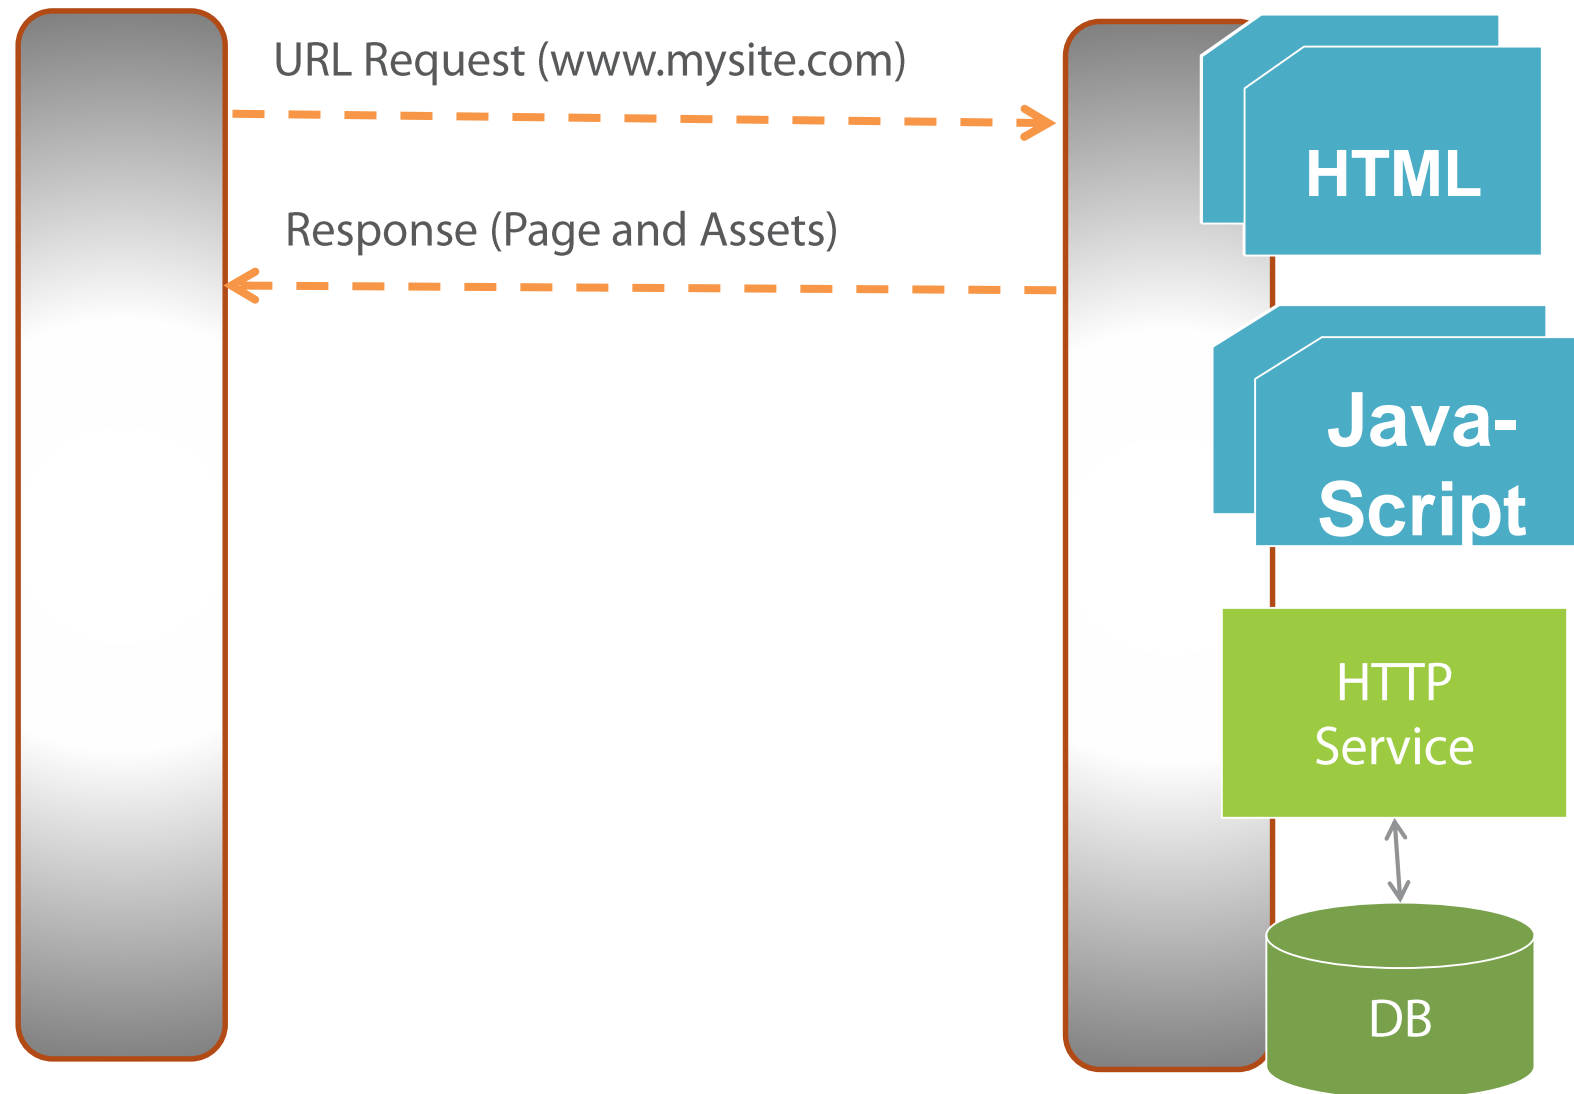 URL Request (www.mysite.com)
Response (Page and Assets)
HTML
Java-
Script
HTTP
Service
DB